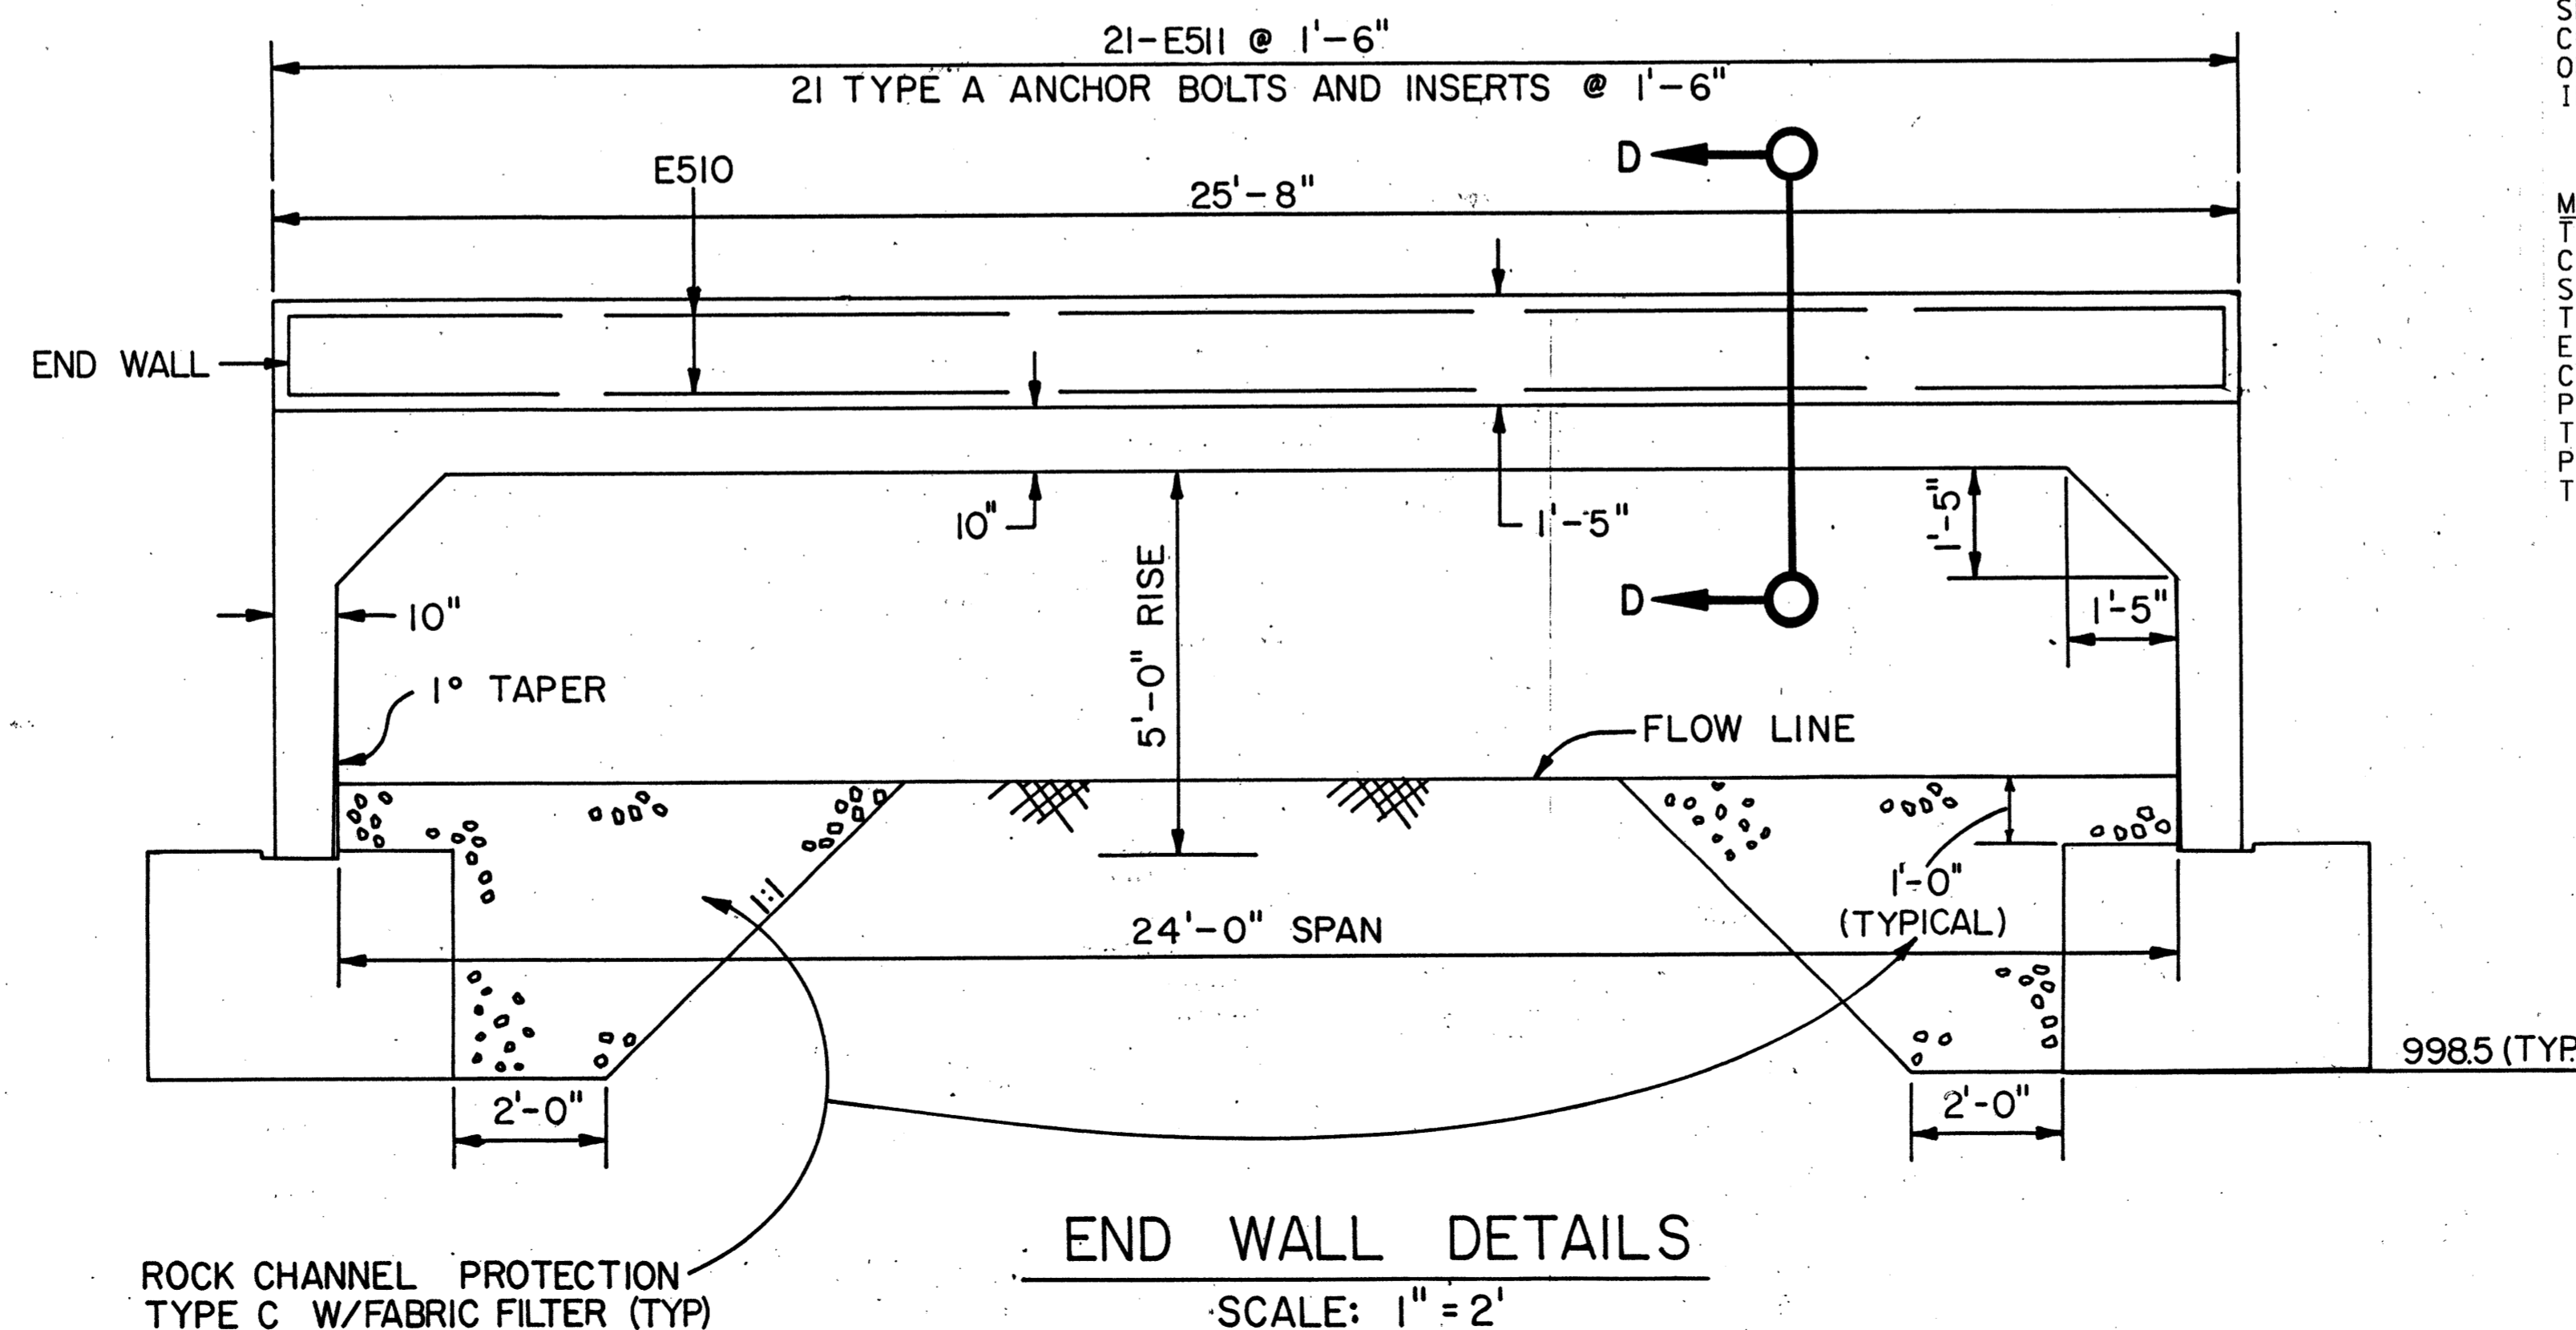 21-E511 @ 1'-6"
21 TYPE A ANCHOR BOLTS AND INSERTS @ 1'-6"
D
E510
25'-8"
END WALL
10"
1'-5"
1'-5"
D
10"
1'-5"
5'-0" RISE
1° TAPER
FLOW LINE
1:1
1'-0"
(TYPICAL)
24'-0" SPAN
998.5 (TYP.
2'-0"
2'-0"
END WALL DETAILS
SCALE: 1" = 2'
ROCK CHANNEL PROTECTION
TYPE C W/FABRIC FILTER (TYP)
S
C
O
I
M
T
C
S
T
E
C
P
T
P
T